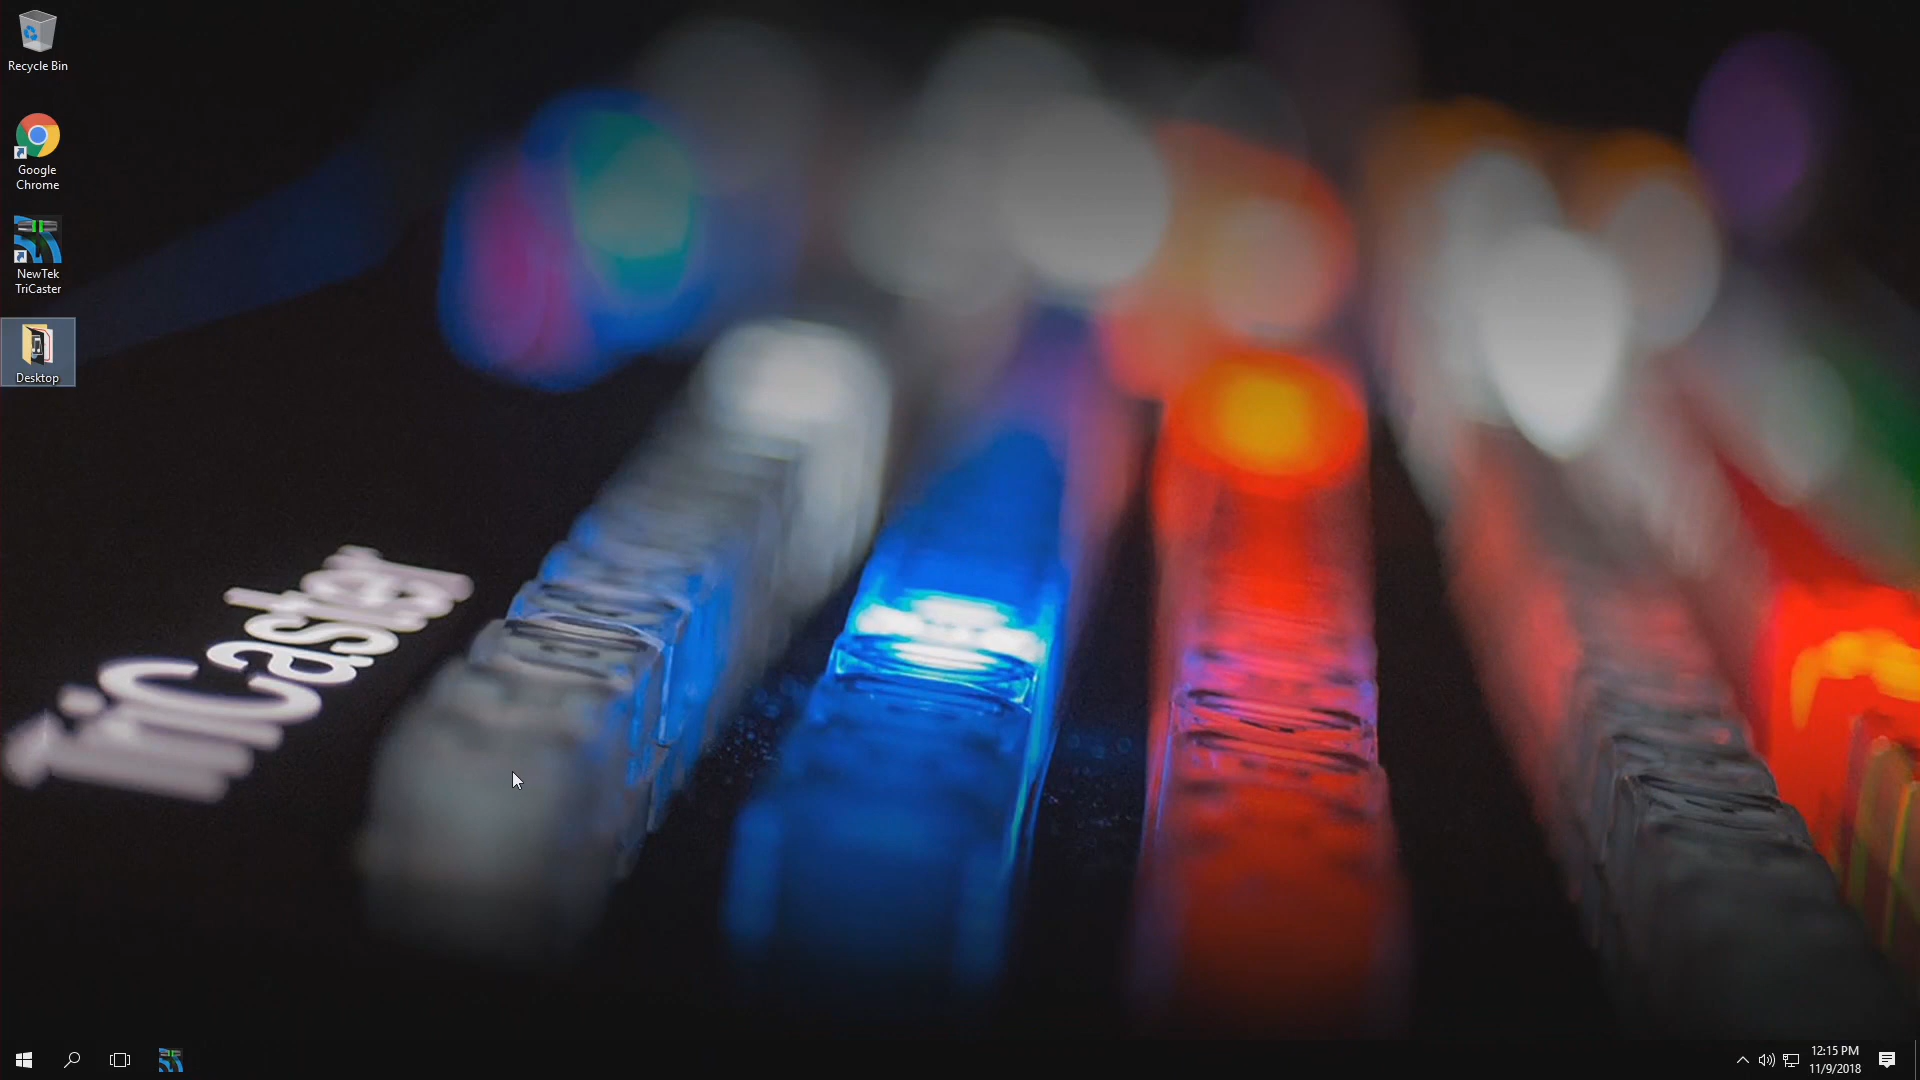 Recycle Bin
Google
Chrome
NewTek
TriCaster
Desktop
TriCaster
12:15 PM
11/9/2018